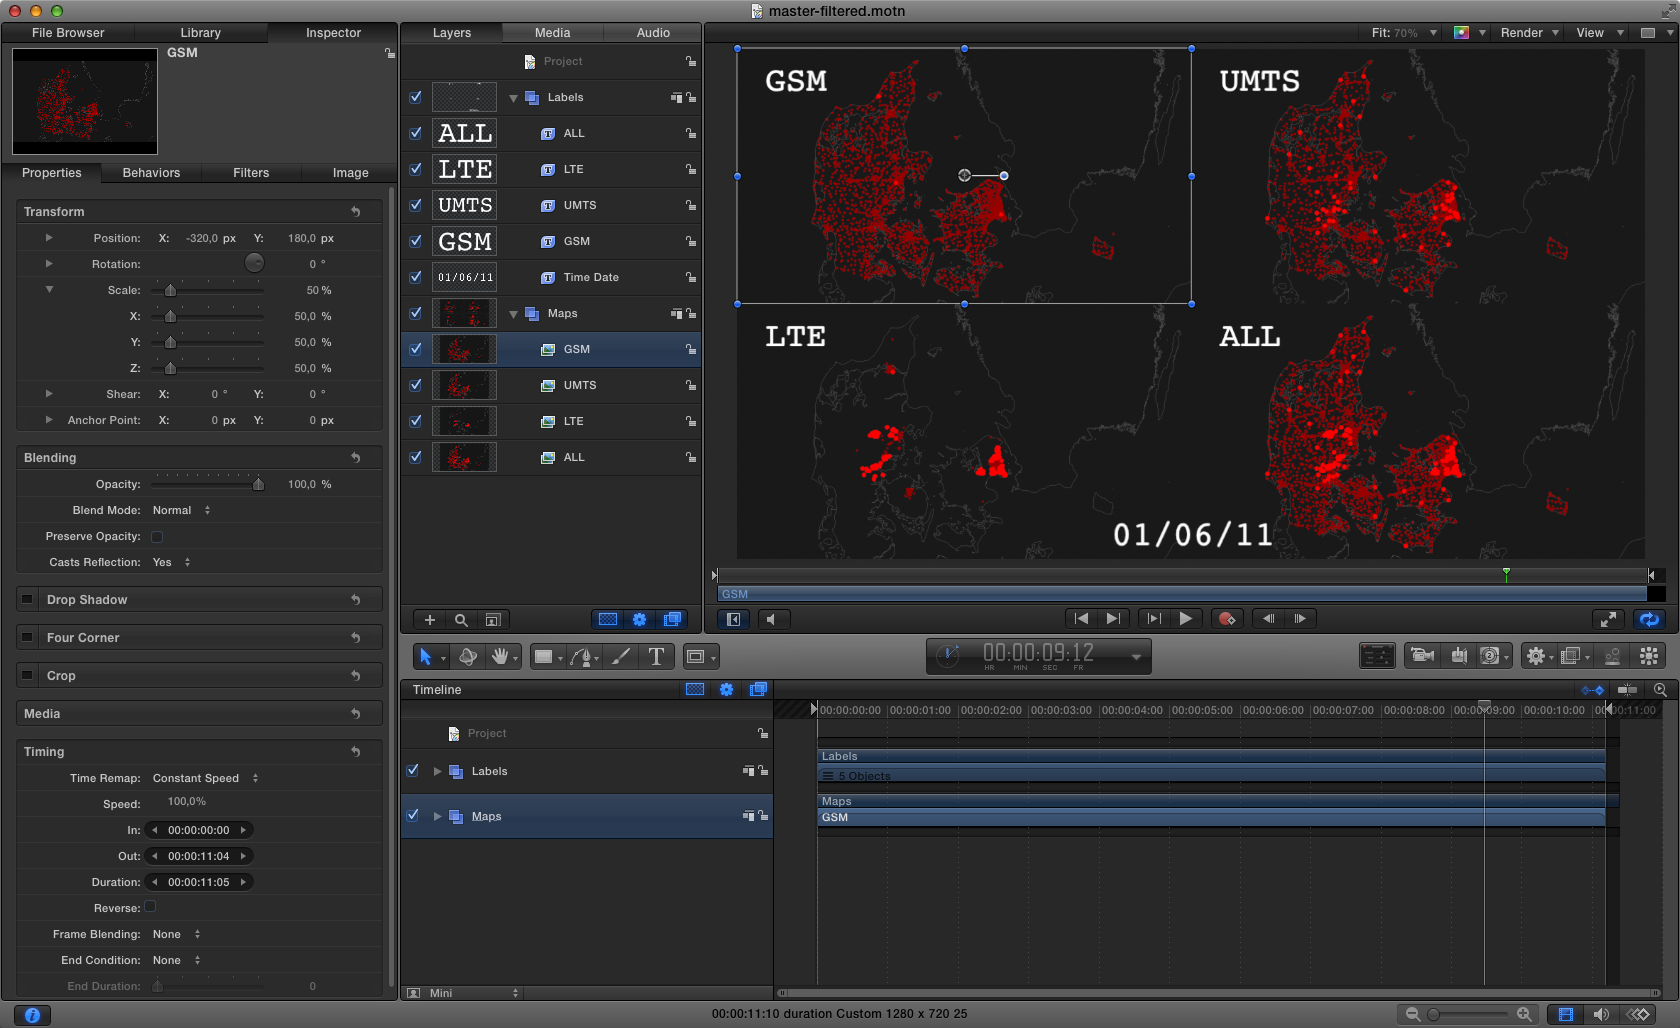 master-filtered.motn
File Browser Library Inspector
GSM
Properties Behaviors Filters Image
Transform
Position: X: -320,0 px Y: 180,0 px
Rotation: 0 °
Scale: 50 %
X: 50,0 %
Y: 50,0 %
Z: 50,0 %
Shear: X: 0 ° Y: 0 °
Anchor Point: X: 0 px Y: 0 px
Blending
Opacity: 100,0 %
Blend Mode: Normal
Preserve Opacity:
Casts Reflection: Yes
Drop Shadow
Four Corner
Crop
Media
Timing
Time Remap: Constant Speed
Speed: 100,0%
In: 00:00:00:00
Out: 00:00:11:04
Duration: 00:00:11:05
Reverse:
Frame Blending: None
End Condition: None
End Duration: 0
Layers Media Audio
Project
Labels
ALL ALL
LTE LTE
UMTS UMTS
GSM GSM
01/06/11 Time Date
Maps
GSM
UMTS
LTE
ALL
Fit: 70% Render View
GSM UMTS
LTE ALL
01/06/11
GSM
T
00:00:09:12
HR MIN SEC FR
2
Timeline
Project
Labels
Maps
Mini
00:00:00:00 00:00:01:00 00:00:02:00 00:00:03:00 00:00:04:00 00:00:05:00 00:00:06:00 00:00:07:00 00:00:08:00 00:00:09:00 00:00:10:00 00:00:11:00
Labels
5 Objects
Maps
GSM
00:00:11:10 duration Custom 1280 x 720 25